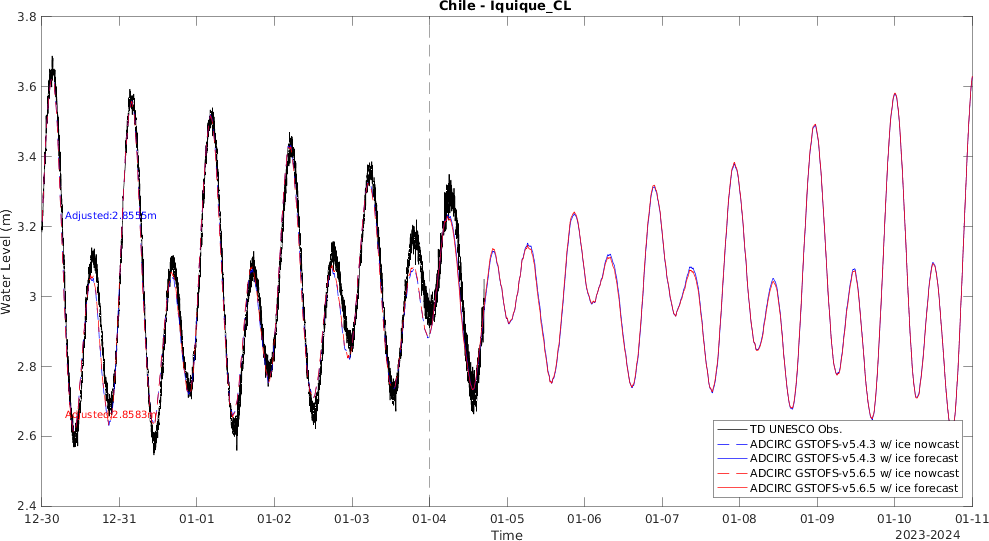 Chile - Iquique_CL
3.8
3.6
3.4
3.2
3
2.8
2.6
2.4
Water Level (m)
Adjusted:2.8555m
Adjusted:2.8583m
TD UNESCO Obs.
ADCIRC GSTOFS-v5.4.3 w/ ice nowcast
ADCIRC GSTOFS-v5.4.3 w/ ice forecast
ADCIRC GSTOFS-v5.6.5 w/ ice nowcast
ADCIRC GSTOFS-v5.6.5 w/ ice forecast
12-30 12-31 01-01 01-02 01-03 01-04 01-05 01-06 01-07 01-08 01-09 01-10 01-11
Time
2023-2024